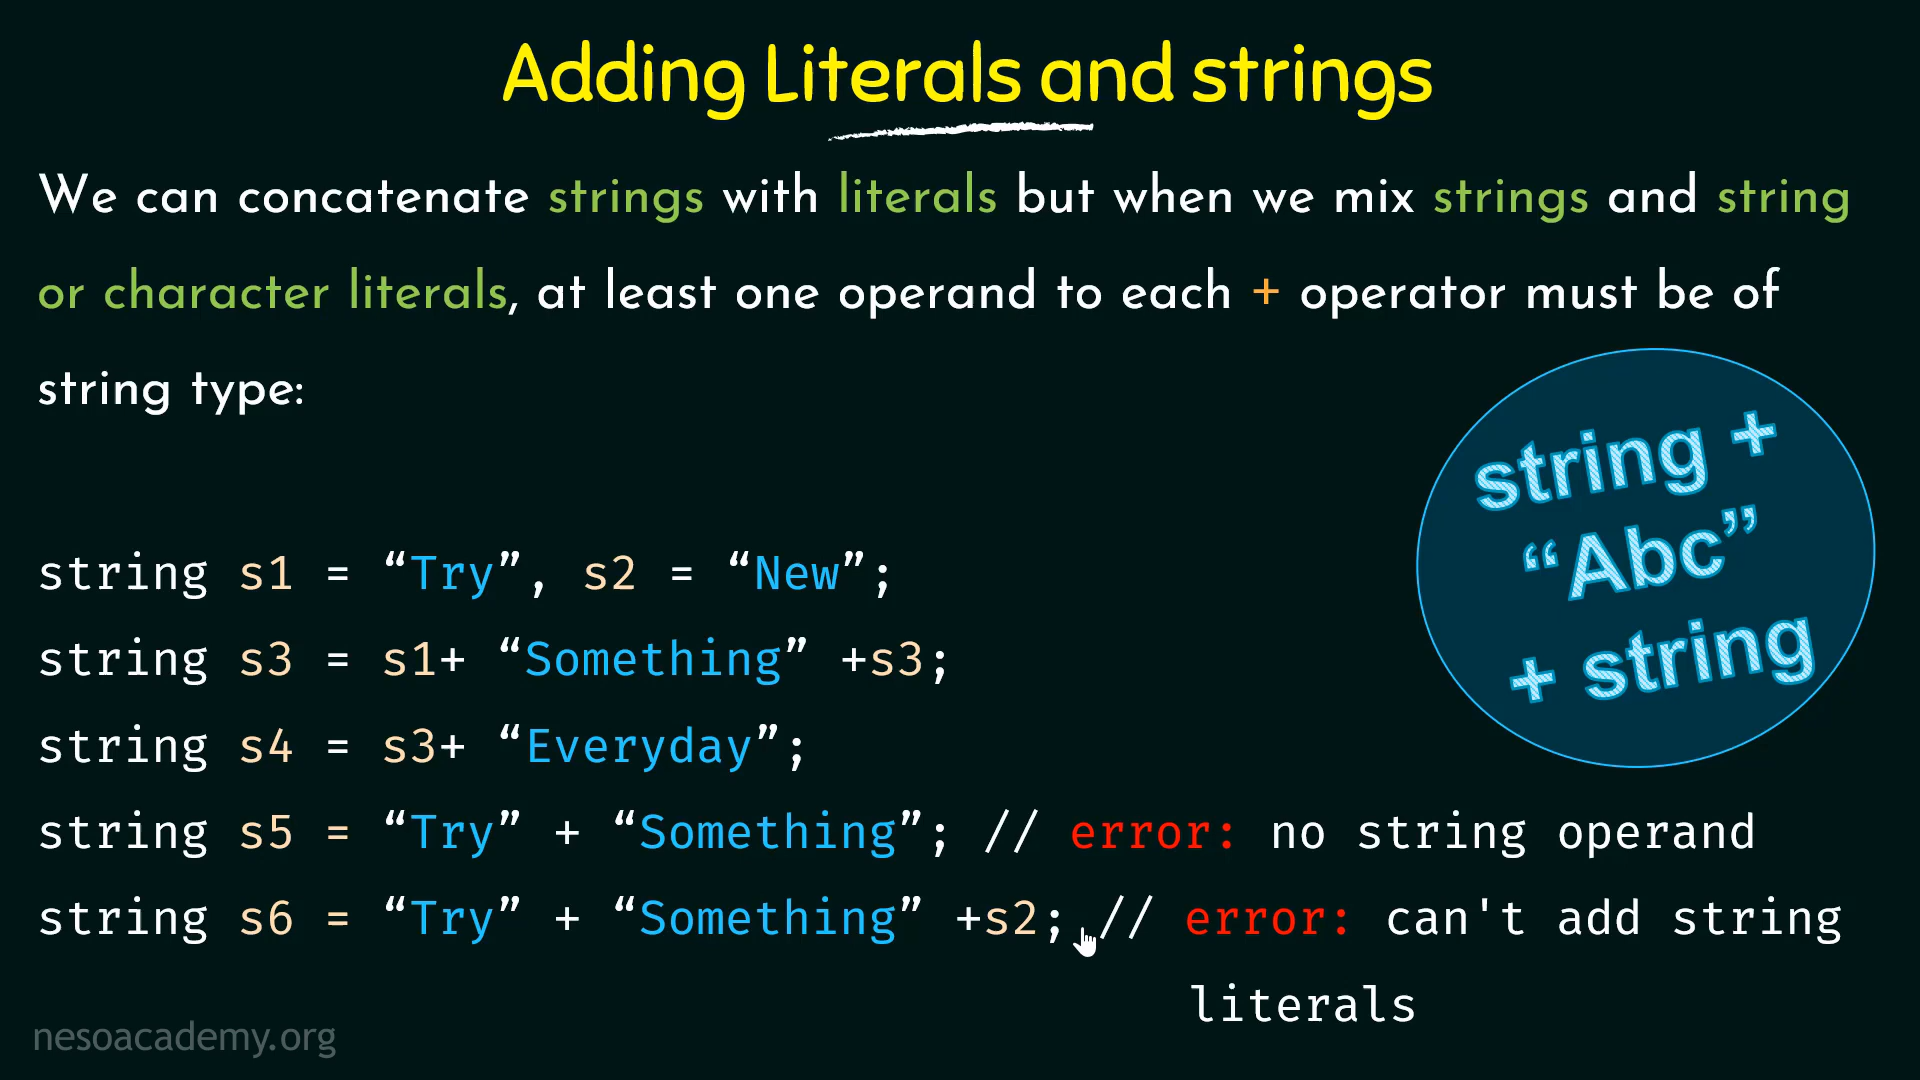 Adding Literals and strings
We can concatenate strings with literals but when we mix strings and string
or character literals, at least one operand to each + operator must be of
string type:
string +
“Abc”
+ string
string s1 = “Try”, s2 = “New”;
string s3 = s1+ “Something” +s3;
string s4 = s3+ “Everyday”;
string s5 = “Try” + “Something”; // error: no string operand
string s6 = “Try” + “Something” +s2; // error: can't add string
literals
nesoacademy.org